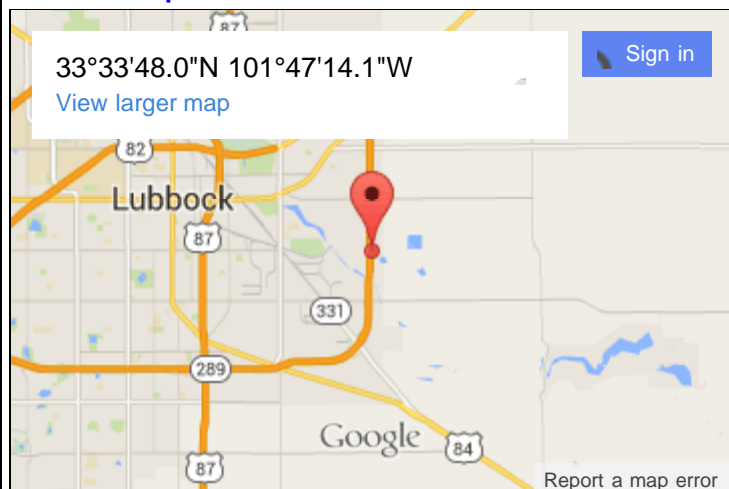 87
33°33'48.0"N 101°47'14.1"W
Sign in
View larger map
82
Lubbock
87
331
289
Google
84
87
Report a map error